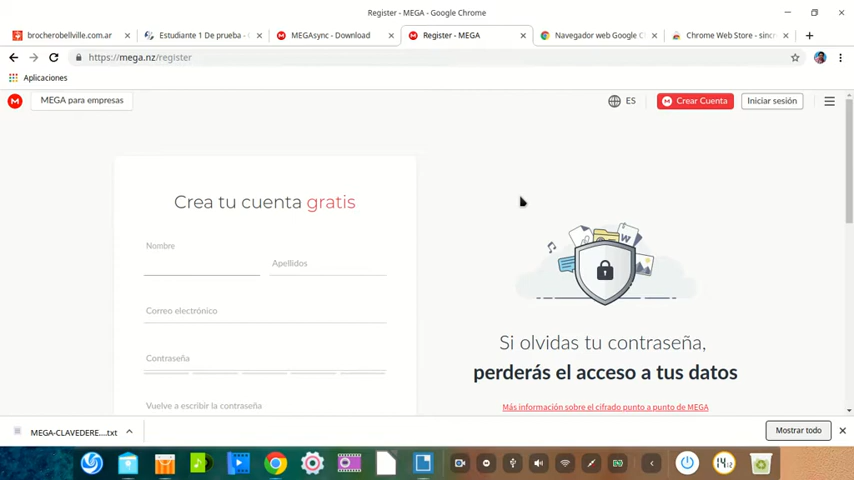 Register - MEGA - Google Chrome
brocherobellville.com.ar
Estudiante 1 De prueba -
MEGAsync - Download
Register - MEGA
Navegador web Google C
Chrome Web Store - sinc
https://mega.nz/register
Aplicaciones
MEGA para empresas
ES
Crear Cuenta
Iniciar sesión
Crea tu cuenta gratis
Nombre
Apellidos
Correo electrónico
Contraseña
Vuelve a escribir la contraseña
W
Si olvidas tu contraseña,
perderás el acceso a tus datos
Más información sobre el cifrado punto a punto de MEGA
MEGA-CLAVEDERE....txt
Mostrar todo